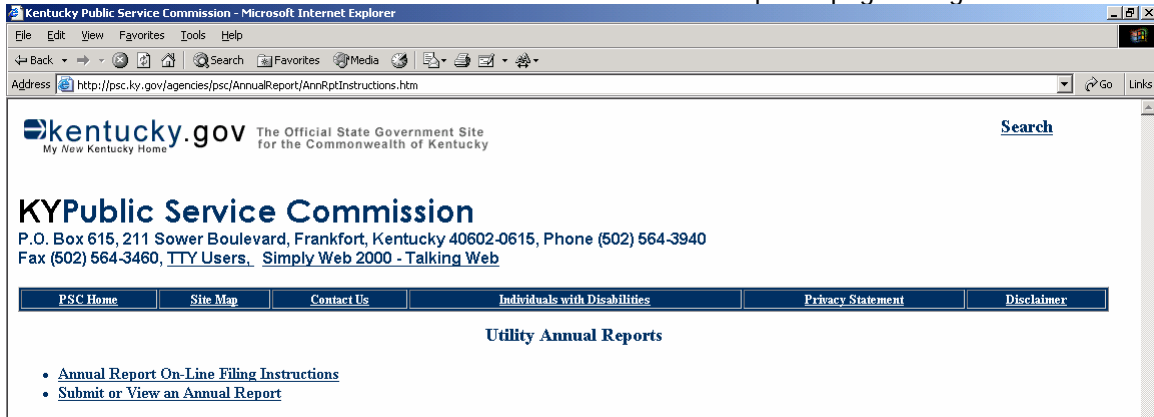 Kentucky Public Service Commission - Microsoft Internet Explorer
File Edit View Favorites Tools Help
Back Search Favorites Media
Address http://psc.ky.gov/agencies/psc/AnnualReport/AnnRptInstructions.htm Go Links
kentucky.gov The Official State Government Site
My New Kentucky Home for the Commonwealth of Kentucky
Search
KYPublic Service Commission
P.O. Box 615, 211 Sower Boulevard, Frankfort, Kentucky 40602-0615, Phone (502) 564-3940
Fax (502) 564-3460, TTY Users, Simply Web 2000 - Talking Web
PSC Home Site Map Contact Us Individuals with Disabilities Privacy Statement Disclaimer
Utility Annual Reports
• Annual Report On-Line Filing Instructions
• Submit or View an Annual Report